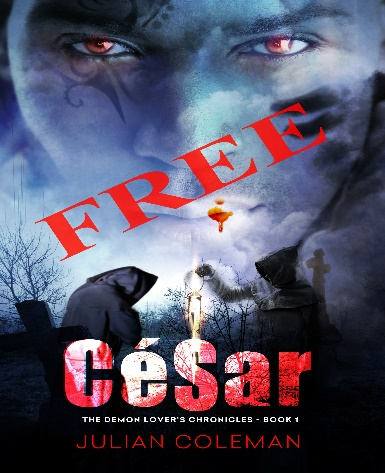 FREE
CéSar
THE DEMON LOVER'S CHRONICLES - BOOK 1
JULIAN COLEMAN